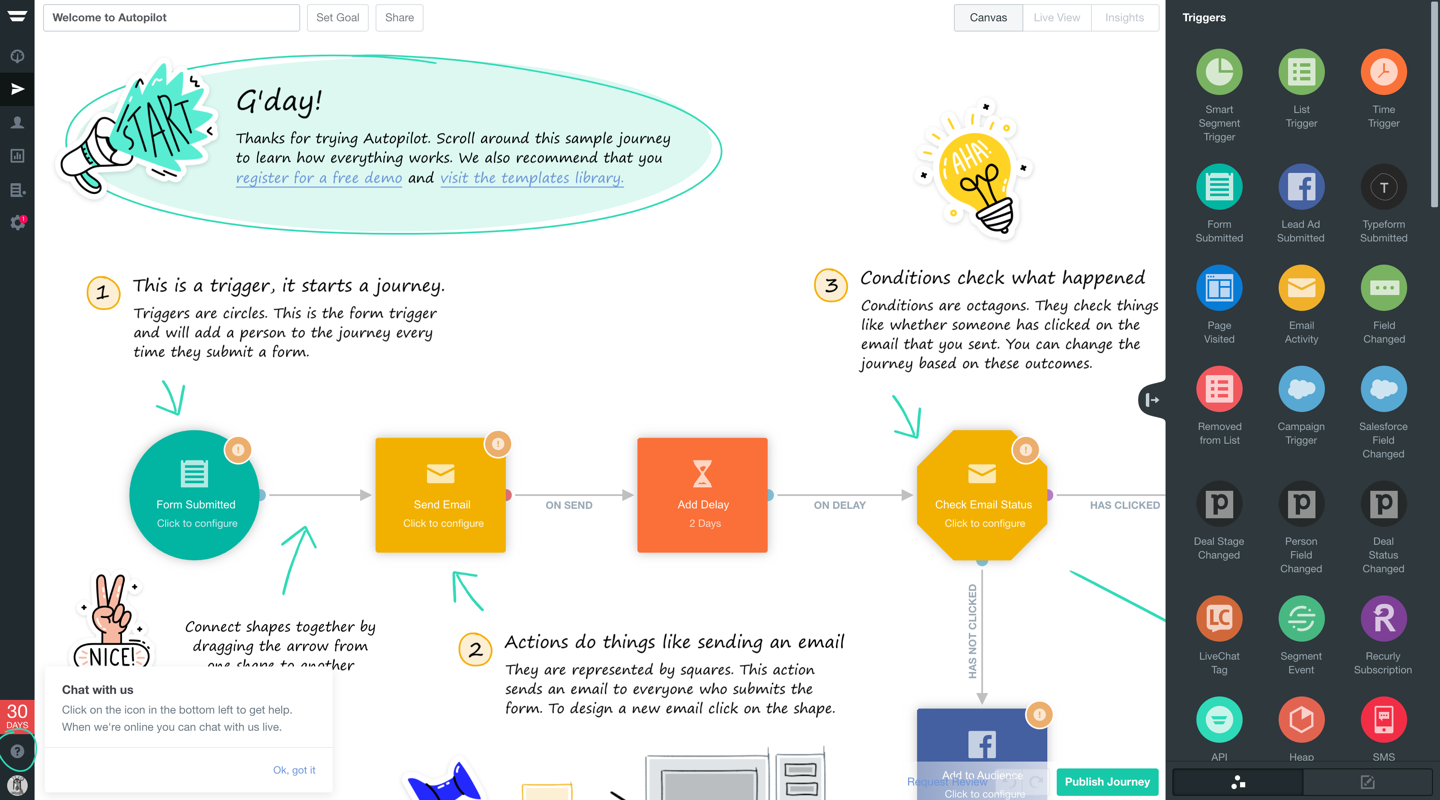 Welcome to Autopilot
Set Goal
Share
Canvas
Live View
Insights
START
G'day!
Thanks for trying Autopilot. Scroll around this sample journey
to learn how everything works. We also recommend that you
register for a free demo and visit the templates library.
AHA!
1
This is a trigger, it starts a journey.
Triggers are circles. This is the form trigger
and will add a person to the journey every
time they submit a form.
3
Conditions check what happened
Conditions are octagons. They check things
like whether someone has clicked on the
email that you sent. You can change the
journey based on these outcomes.
Form Submitted
Click to configure
Send Email
Click to configure
ON SEND
Add Delay
2 Days
ON DELAY
Check Email Status
Click to configure
HAS CLICKED
HAS NOT CLICKED
NICE!
Connect shapes together by
dragging the arrow from
one shape to another
2
Actions do things like sending an email
They are represented by squares. This action
sends an email to everyone who submits the
form. To design a new email click on the shape.
Chat with us
Click on the icon in the bottom left to get help.
When we're online you can chat with us live.
Ok, got it
1
30
DAYS
?
Add to Audience
Click to configure
Request Review
Publish Journey
Triggers
Smart
Segment
Trigger
List
Trigger
Time
Trigger
Form
Submitted
Lead Ad
Submitted
T
Typeform
Submitted
Page
Visited
Email
Activity
Field
Changed
Removed
from List
Campaign
Trigger
Salesforce
Field
Changed
Deal Stage
Changed
Person
Field
Changed
Deal
Status
Changed
LC
LiveChat
Tag
Segment
Event
Recurly
Subscription
API
Heap
SMS